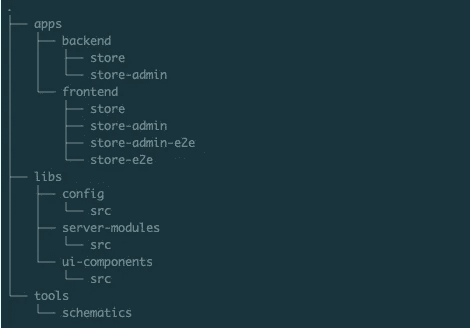 .
├── apps
│   ├── backend
│   │   ├── store
│   │   └── store-admin
│   └── frontend
│       ├── store
│       ├── store-admin
│       ├── store-admin-e2e
│       └── store-e2e
├── libs
│   ├── config
│   │   └── src
│   ├── server-modules
│   │   └── src
│   └── ui-components
│       └── src
└── tools
    └── schematics